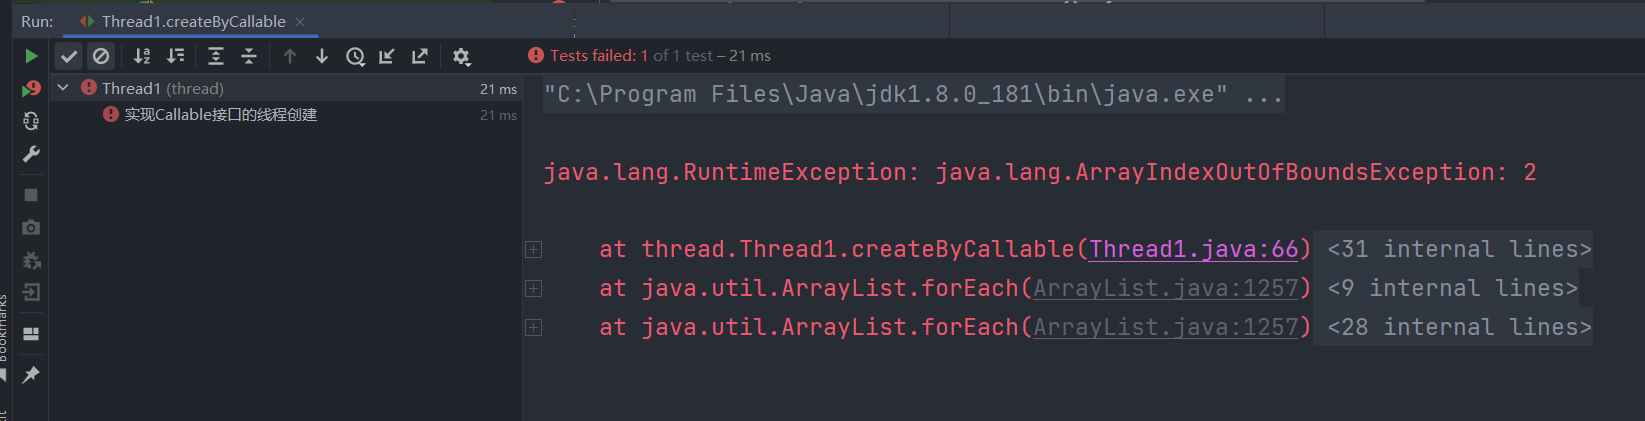 Run: Thread1.createByCallable
Tests failed: 1 of 1 test – 21 ms
Thread1 (thread) 21 ms
实现Callable接口的线程创建 21 ms
"C:\Program Files\Java\jdk1.8.0_181\bin\java.exe" ...
java.lang.RuntimeException: java.lang.ArrayIndexOutOfBoundsException: 2
at thread.Thread1.createByCallable(Thread1.java:66) <31 internal lines>
at java.util.ArrayList.forEach(ArrayList.java:1257) <9 internal lines>
at java.util.ArrayList.forEach(ArrayList.java:1257) <28 internal lines>
Bookmarks